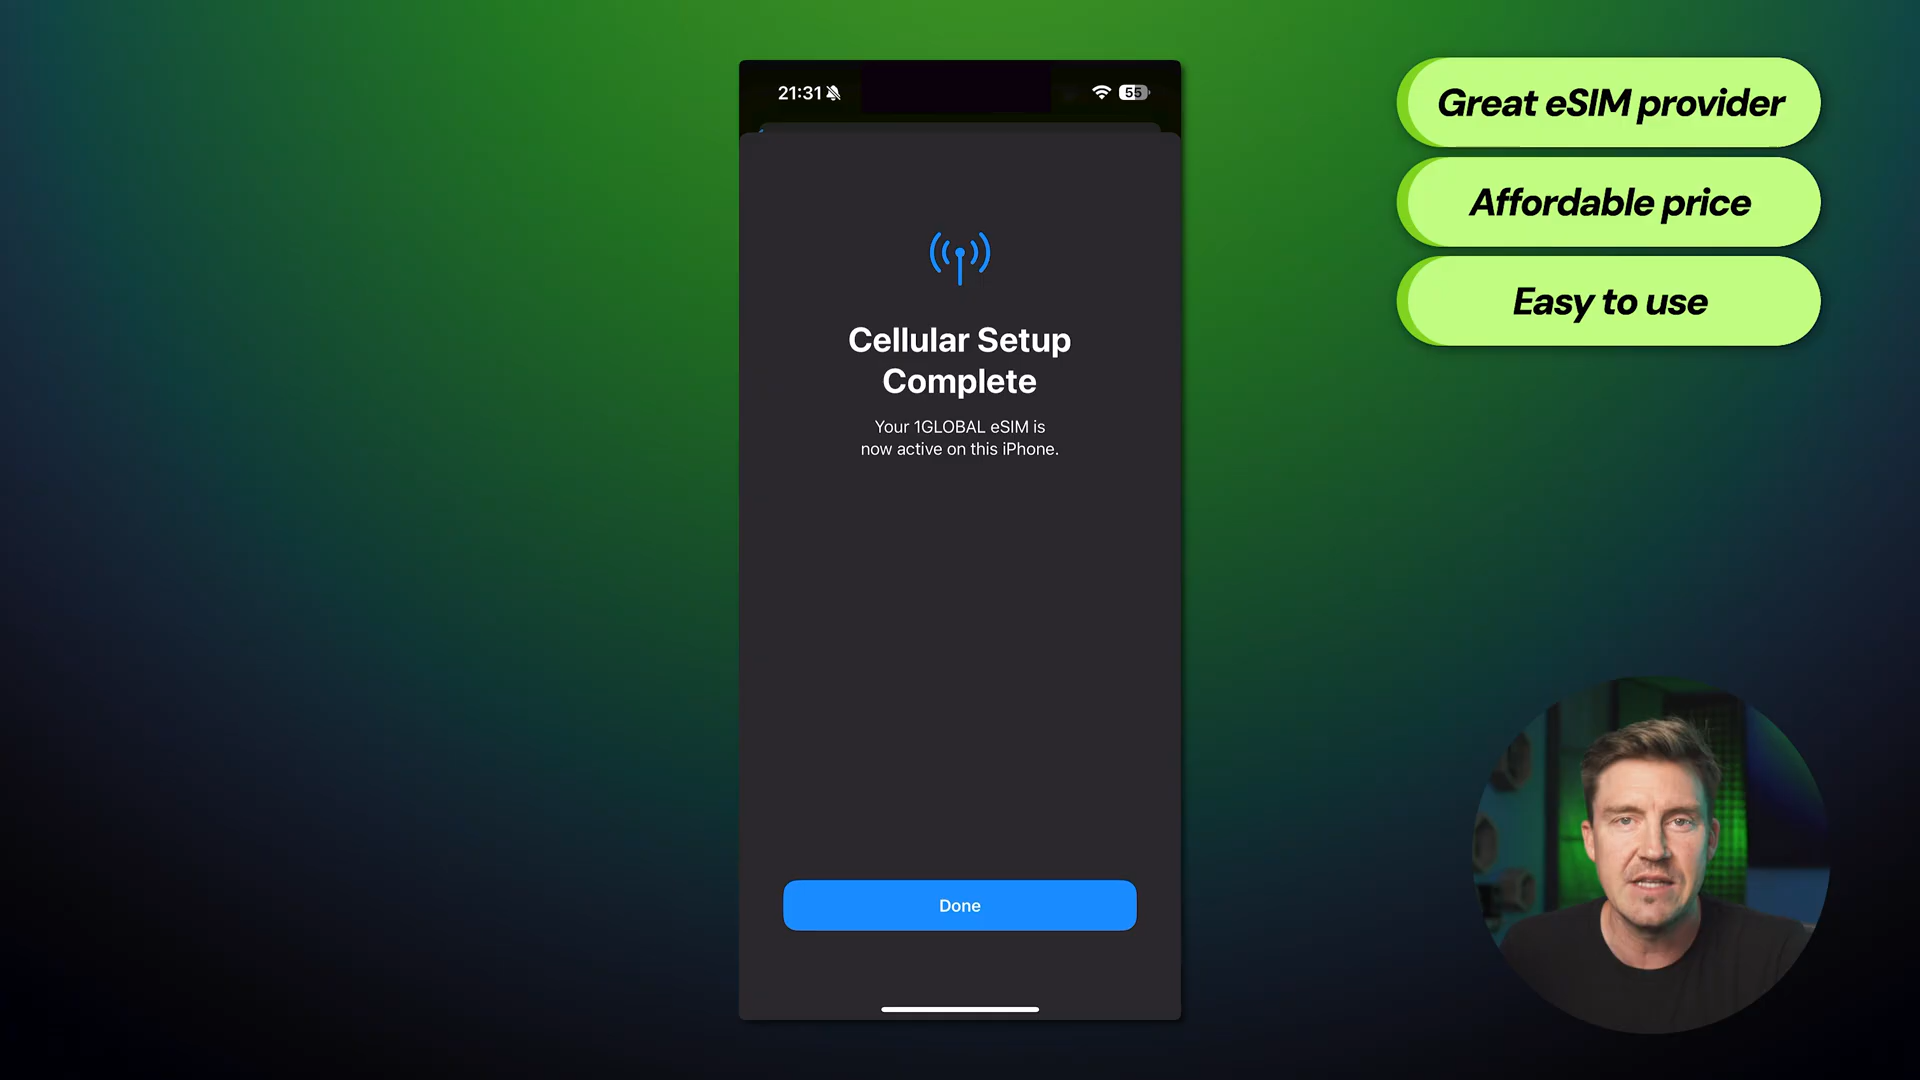 21:31
55
Cellular Setup
Complete
Your 1GLOBAL eSIM is
now active on this iPhone.
Done
Great eSIM provider
Affordable price
Easy to use